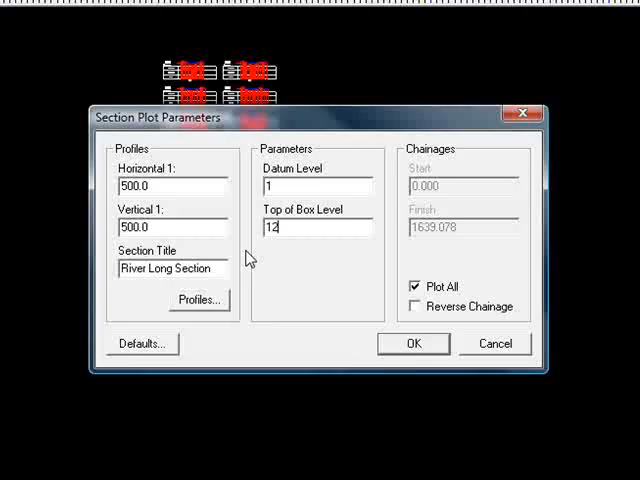 Section Plot Parameters
Profiles
Horizontal 1:
500.0
Vertical 1:
500.0
Section Title
River Long Section
Profiles...
Parameters
Datum Level
1
Top of Box Level
12
Chainages
Start
0.000
Finish
1639.078
Plot All
Reverse Chainage
Defaults...
OK
Cancel